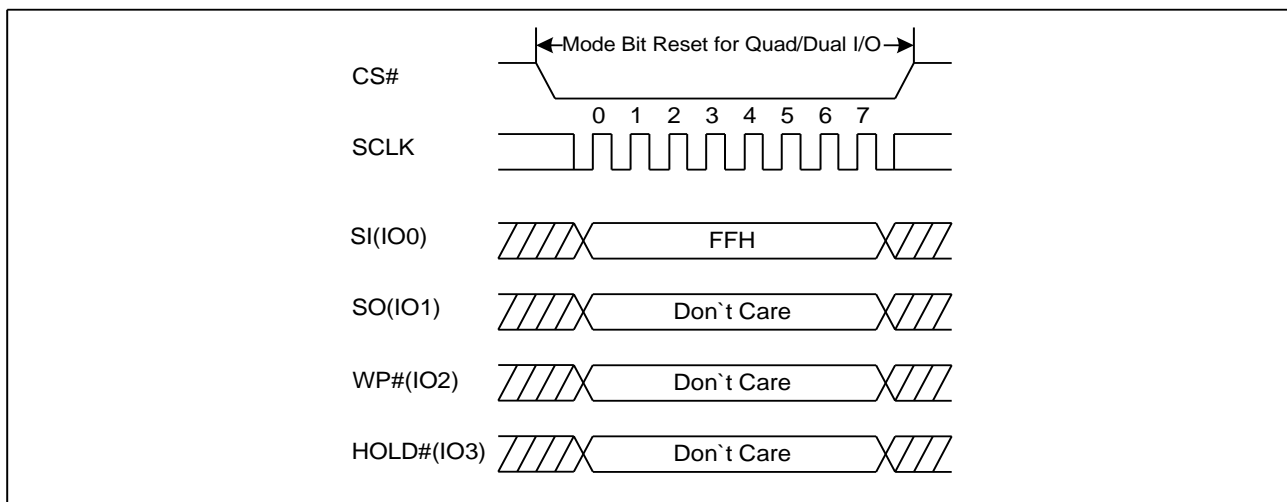 Mode Bit Reset for Quad/Dual I/O
CS#
0 1 2 3 4 5 6 7
SCLK
SI(IO0)
FFH
SO(IO1)
Don`t Care
WP#(IO2)
Don`t Care
HOLD#(IO3)
Don`t Care